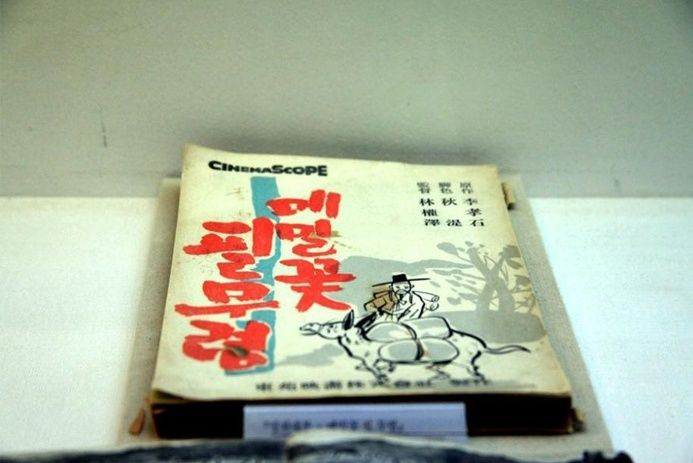 CINEMASCOPE
原作 李孝石
脚色 秋湜
監督 林權澤
메밀꽃
필무렵